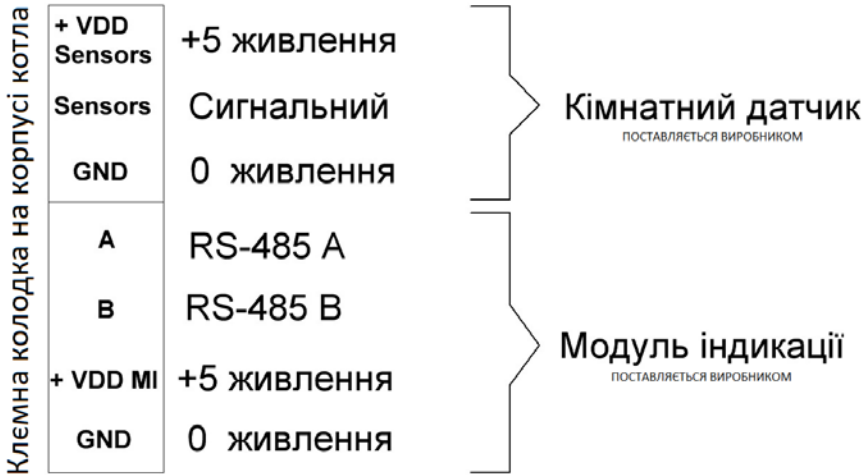 Клємна колодка на корпусі котла
+ VDD
Sensors
+5 живлення
Sensors
Сигнальний
GND
0 живлення
Кімнатний датчик
ПОСТАВЛЯЄТЬСЯ ВИРОБНИКОМ
A
RS-485 A
B
RS-485 B
+ VDD MI
+5 живлення
GND
0 живлення
Модуль індикації
ПОСТАВЛЯЄТЬСЯ ВИРОБНИКОМ